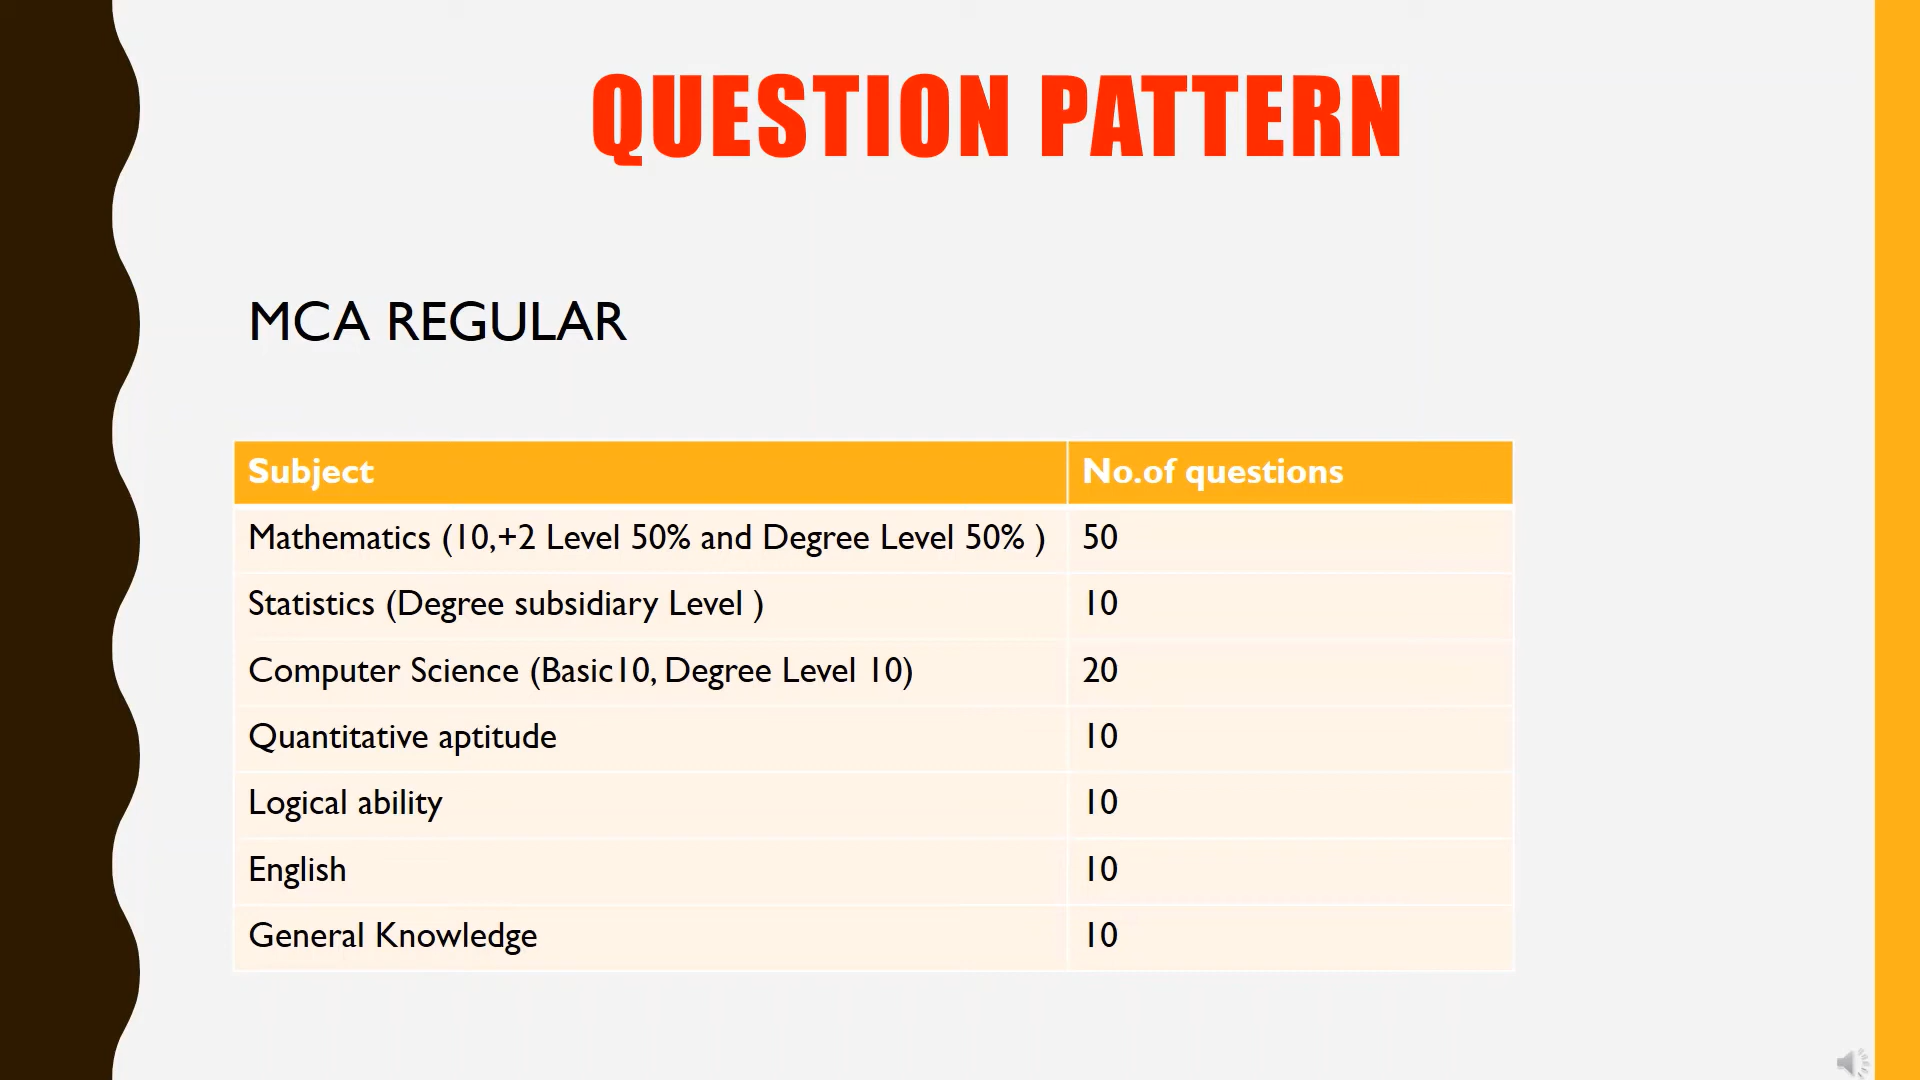 QUESTION PATTERN
MCA REGULAR
Subject No.of questions
Mathematics (10,+2 Level 50% and Degree Level 50% ) 50
Statistics (Degree subsidiary Level ) 10
Computer Science (Basic10, Degree Level 10) 20
Quantitative aptitude 10
Logical ability 10
English 10
General Knowledge 10